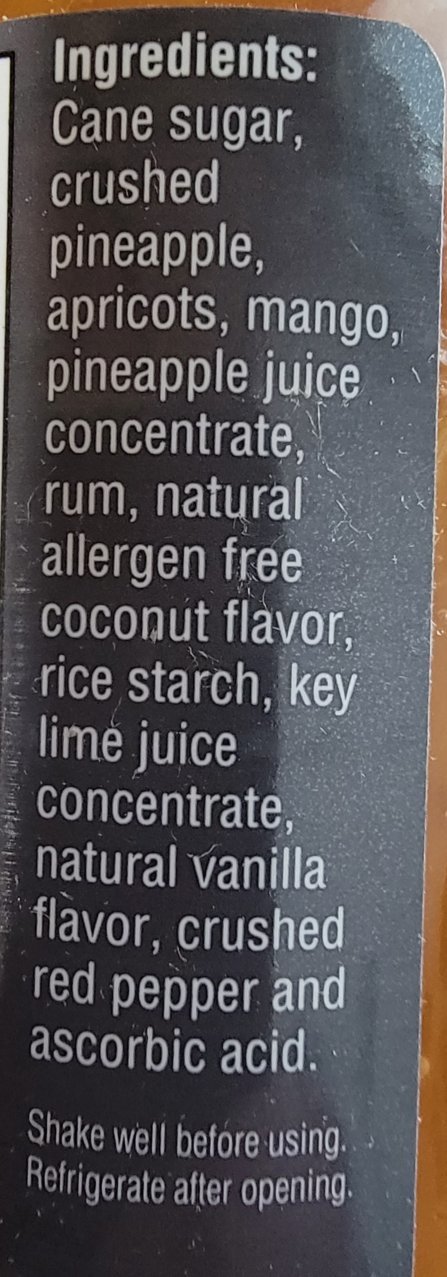 Ingredients:
Cane sugar,
crushed
pineapple,
apricots, mango,
pineapple juice
concentrate,
rum, natural
allergen free
coconut flavor,
rice starch, key
lime juice
concentrate,
natural vanilla
flavor, crushed
red pepper and
ascorbic acid.
Shake well before using.
Refrigerate after opening.